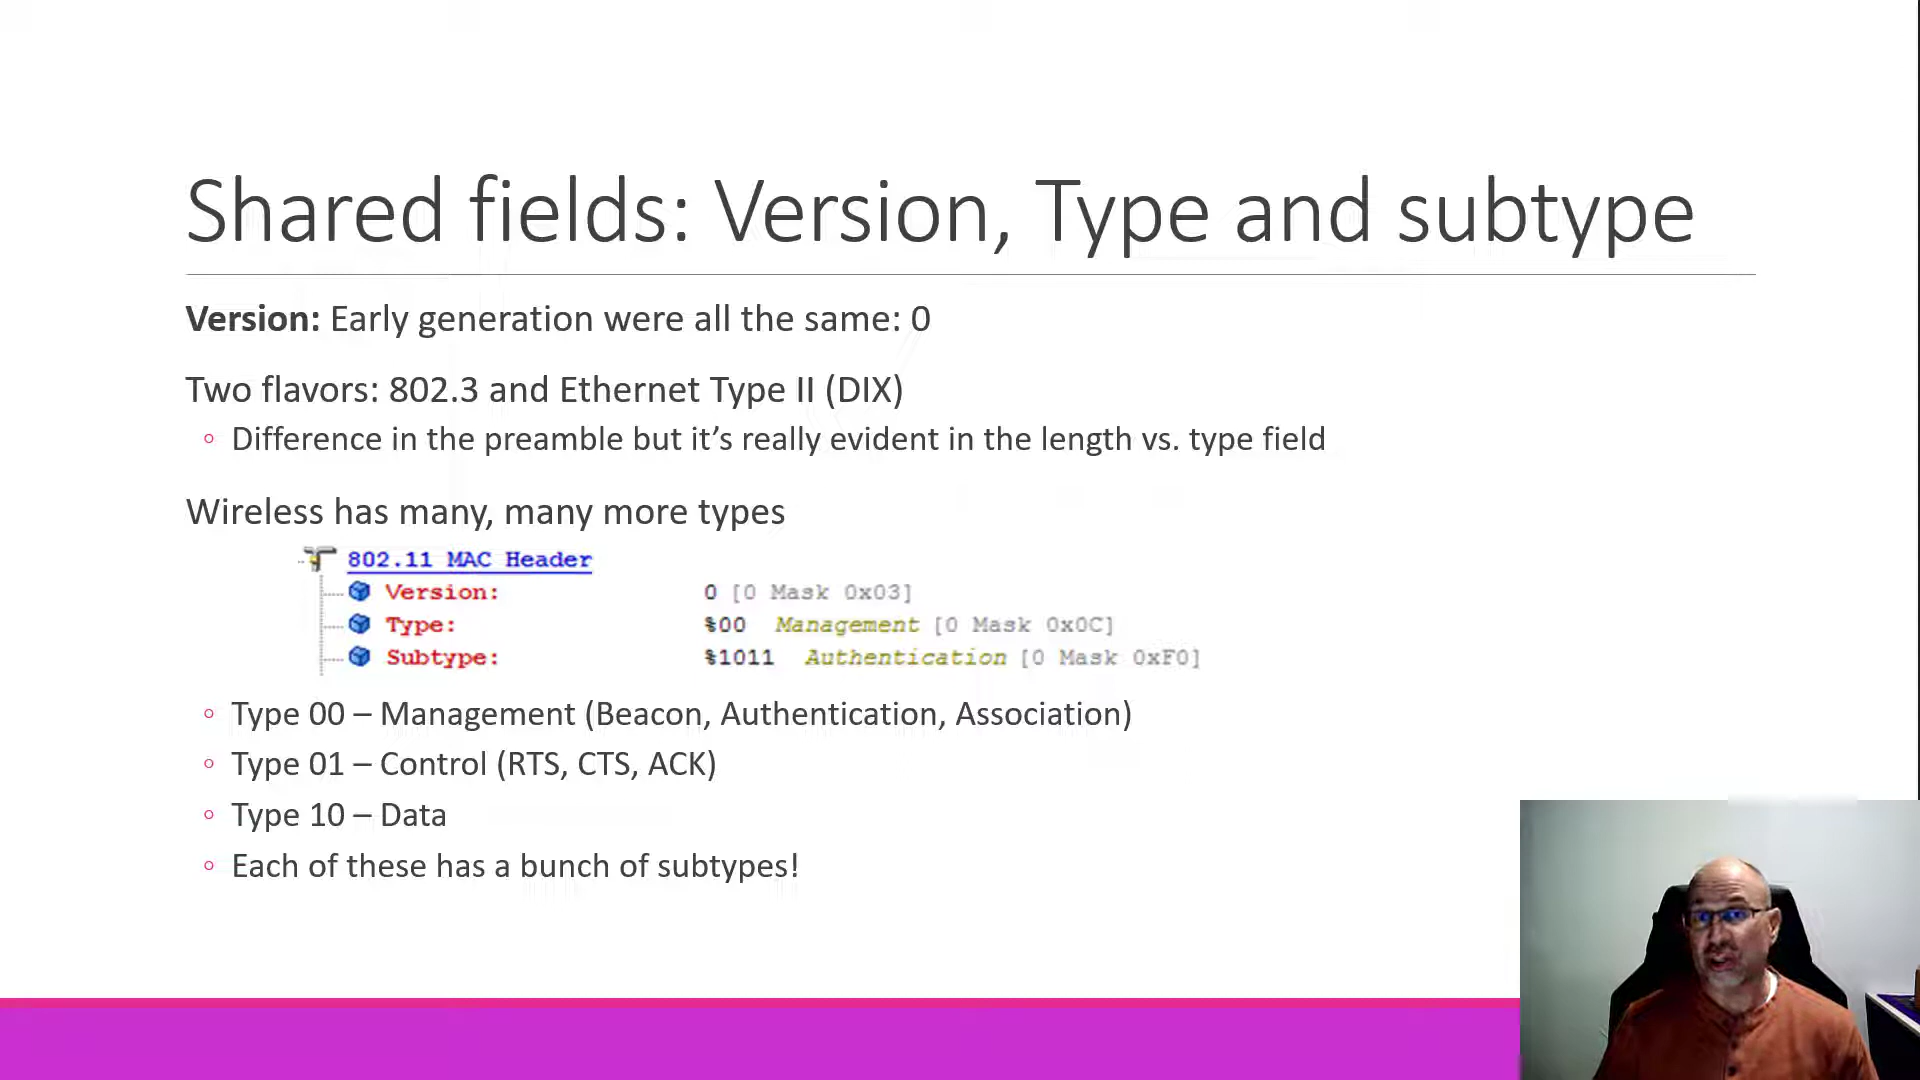 Shared fields: Version, Type and subtype
Version: Early generation were all the same: 0
Two flavors: 802.3 and Ethernet Type II (DIX)
◦ Difference in the preamble but it’s really evident in the length vs. type field
Wireless has many, many more types
802.11 MAC Header
Version: 0 [0 Mask 0x03]
Type: %00 Management [0 Mask 0x0C]
Subtype: %1011 Authentication [0 Mask 0xF0]
◦ Type 00 – Management (Beacon, Authentication, Association)
◦ Type 01 – Control (RTS, CTS, ACK)
◦ Type 10 – Data
◦ Each of these has a bunch of subtypes!